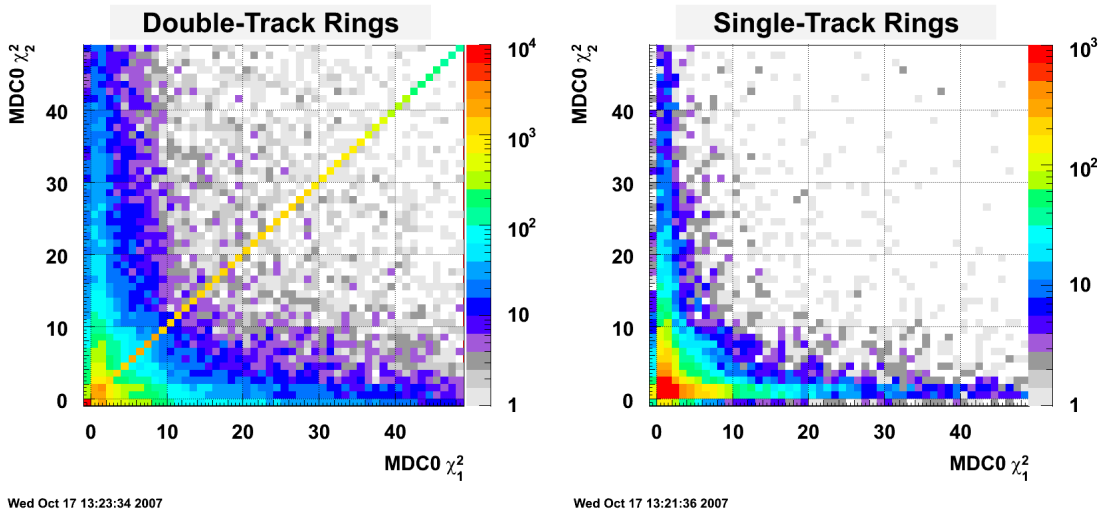 Double-Track Rings
MDC0 χ²₂
40
30
20
10
0
0 10 20 30 40
MDC0 χ²₁
10⁴
10³
10²
10
1
Wed Oct 17 13:23:34 2007
Single-Track Rings
MDC0 χ²₂
40
30
20
10
0
0 10 20 30 40
MDC0 χ²₁
10³
10²
10
1
Wed Oct 17 13:21:36 2007